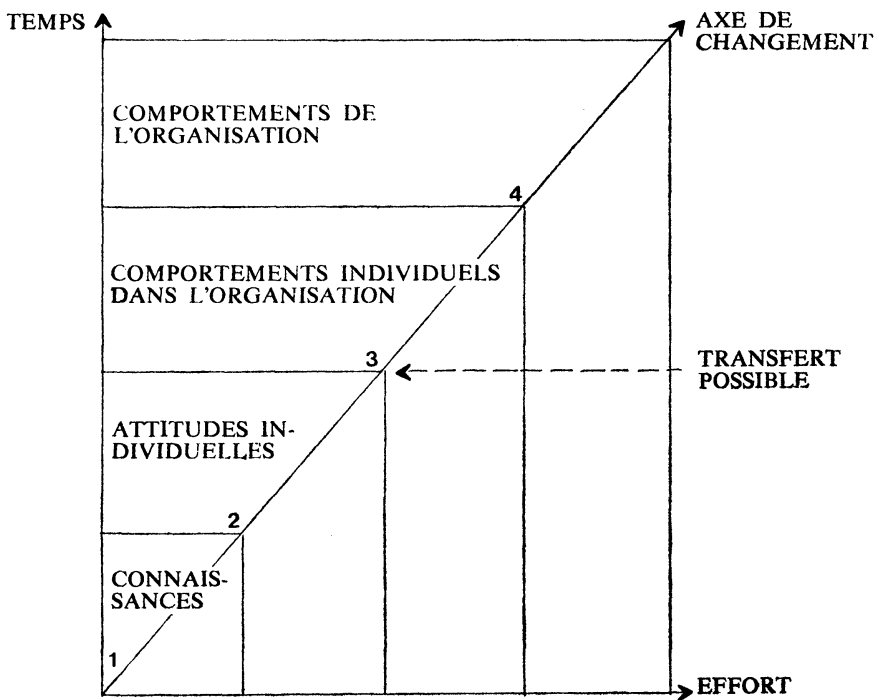 TEMPS
AXE DE
CHANGEMENT
COMPORTEMENTS DE
L'ORGANISATION
4
COMPORTEMENTS INDIVIDUELS
DANS L'ORGANISATION
3
TRANSFERT
POSSIBLE
ATTITUDES IN-
DIVIDUELLES
2
CONNAIS-
SANCES
1
EFFORT